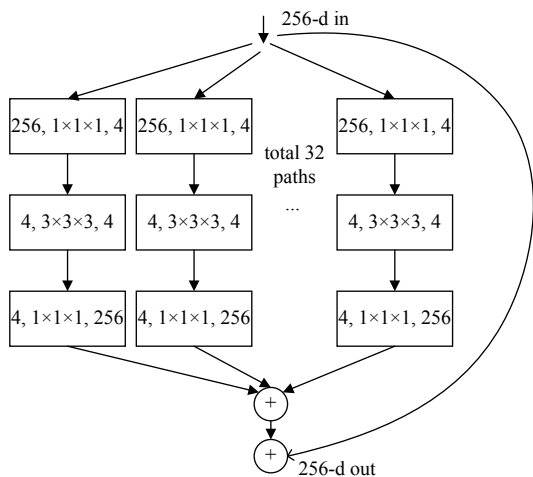 256-d in
256, 1×1×1, 4
256, 1×1×1, 4
256, 1×1×1, 4
total 32
paths
...
4, 3×3×3, 4
4, 3×3×3, 4
4, 3×3×3, 4
4, 1×1×1, 256
4, 1×1×1, 256
4, 1×1×1, 256
+
+
256-d out